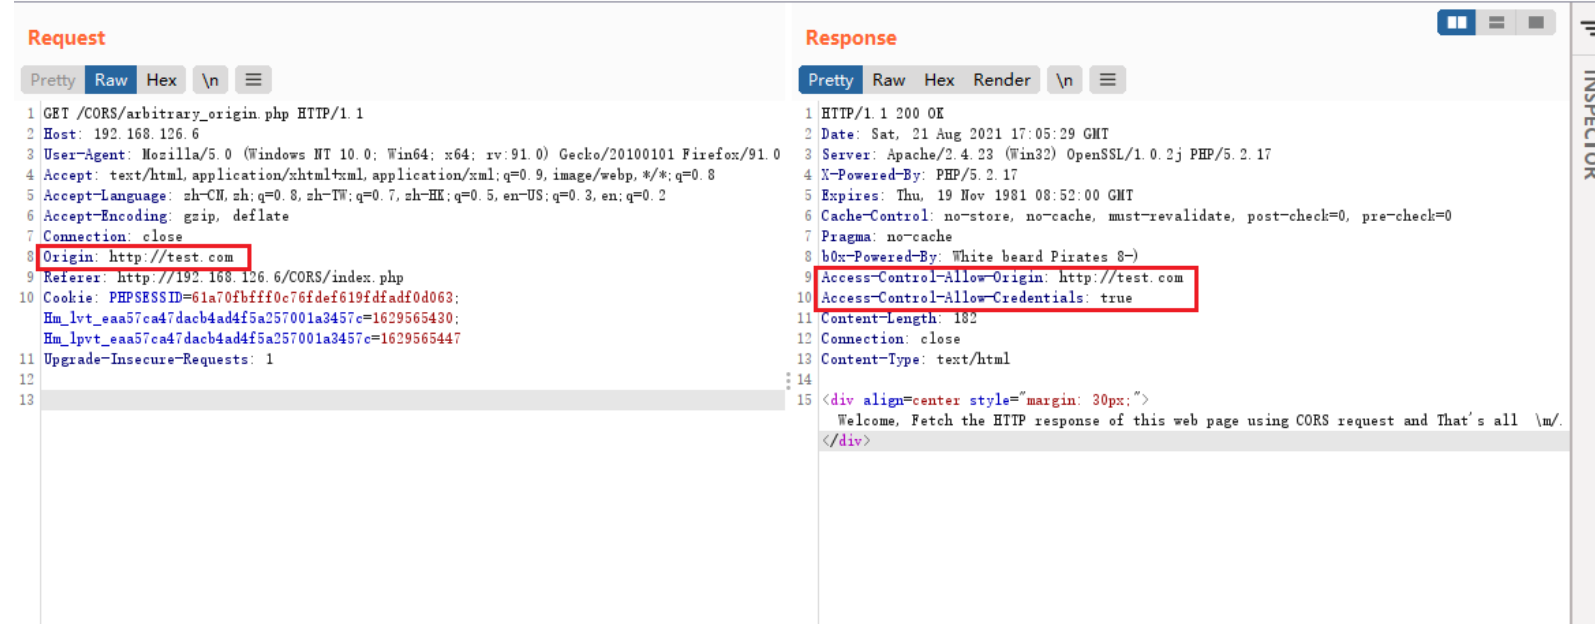 Request
Pretty Raw Hex \n ≡
1 GET /CORS/arbitrary_origin.php HTTP/1.1
2 Host: 192.168.126.6
3 User-Agent: Mozilla/5.0 (Windows NT 10.0; Win64; x64; rv:91.0) Gecko/20100101 Firefox/91.0
4 Accept: text/html,application/xhtml+xml,application/xml;q=0.9,image/webp,*/*;q=0.8
5 Accept-Language: zh-CN,zh;q=0.8,zh-TW;q=0.7,zh-HK;q=0.5,en-US;q=0.3,en;q=0.2
6 Accept-Encoding: gzip, deflate
7 Connection: close
8 Origin: http://test.com
9 Referer: http://192.168.126.6/CORS/index.php
10 Cookie: PHPSESSID=61a70fbfff0c76fdef619fdfadf0d063;
Hm_lvt_eaa57ca47dacb4ad4f5a257001a3457c=1629565430;
Hm_lpvt_eaa57ca47dacb4ad4f5a257001a3457c=1629565447
11 Upgrade-Insecure-Requests: 1
12
13
Response
Pretty Raw Hex Render \n ≡
1 HTTP/1.1 200 OK
2 Date: Sat, 21 Aug 2021 17:05:29 GMT
3 Server: Apache/2.4.23 (Win32) OpenSSL/1.0.2j PHP/5.2.17
4 X-Powered-By: PHP/5.2.17
5 Expires: Thu, 19 Nov 1981 08:52:00 GMT
6 Cache-Control: no-store, no-cache, must-revalidate, post-check=0, pre-check=0
7 Pragma: no-cache
8 b0x-Powered-By: White beard Pirates 8-)
9 Access-Control-Allow-Origin: http://test.com
10 Access-Control-Allow-Credentials: true
11 Content-Length: 182
12 Connection: close
13 Content-Type: text/html
14
15 <div align=center style="margin: 30px;">
Welcome, Fetch the HTTP response of this web page using CORS request and That's all \m/.
</div>
INSPECTOR